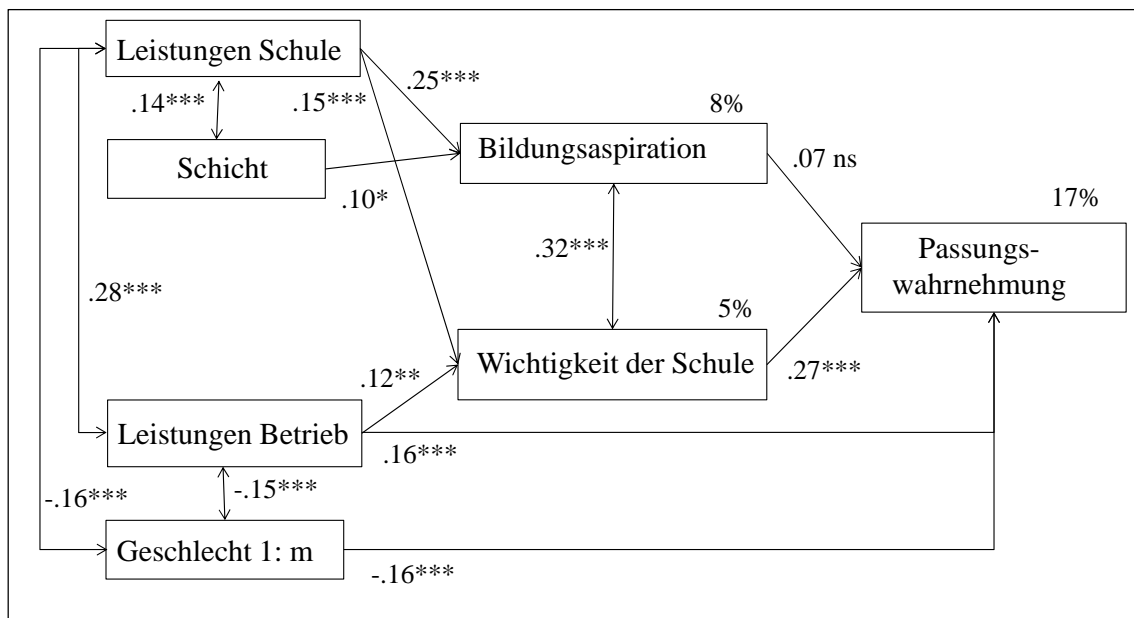 Leistungen Schule
.25***
.14***
.15***
8%
Bildungsaspiration
Schicht
.07 ns
.10*
17%
.32***
Passungs-
wahrnehmung
.28***
5%
Wichtigkeit der Schule
.12**
.27***
Leistungen Betrieb
.16***
-.16***
-.15***
Geschlecht 1: m
-.16***